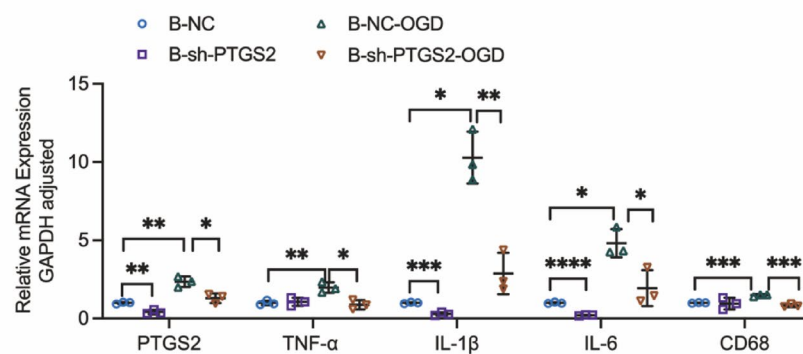 B-NC
B-NC-OGD
B-sh-PTGS2
B-sh-PTGS2-OGD
Relative mRNA Expression
GAPDH adjusted
15
10
5
0
** ** *
** *
*** * **
**** * *
*** ***
PTGS2 TNF-α IL-1β IL-6 CD68